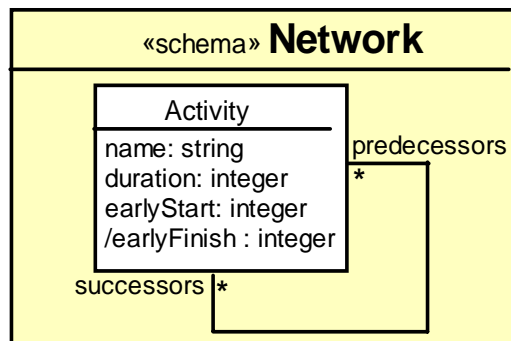 «schema» Network
Activity
name: string
duration: integer
earlyStart: integer
/earlyFinish : integer
predecessors
*
successors *